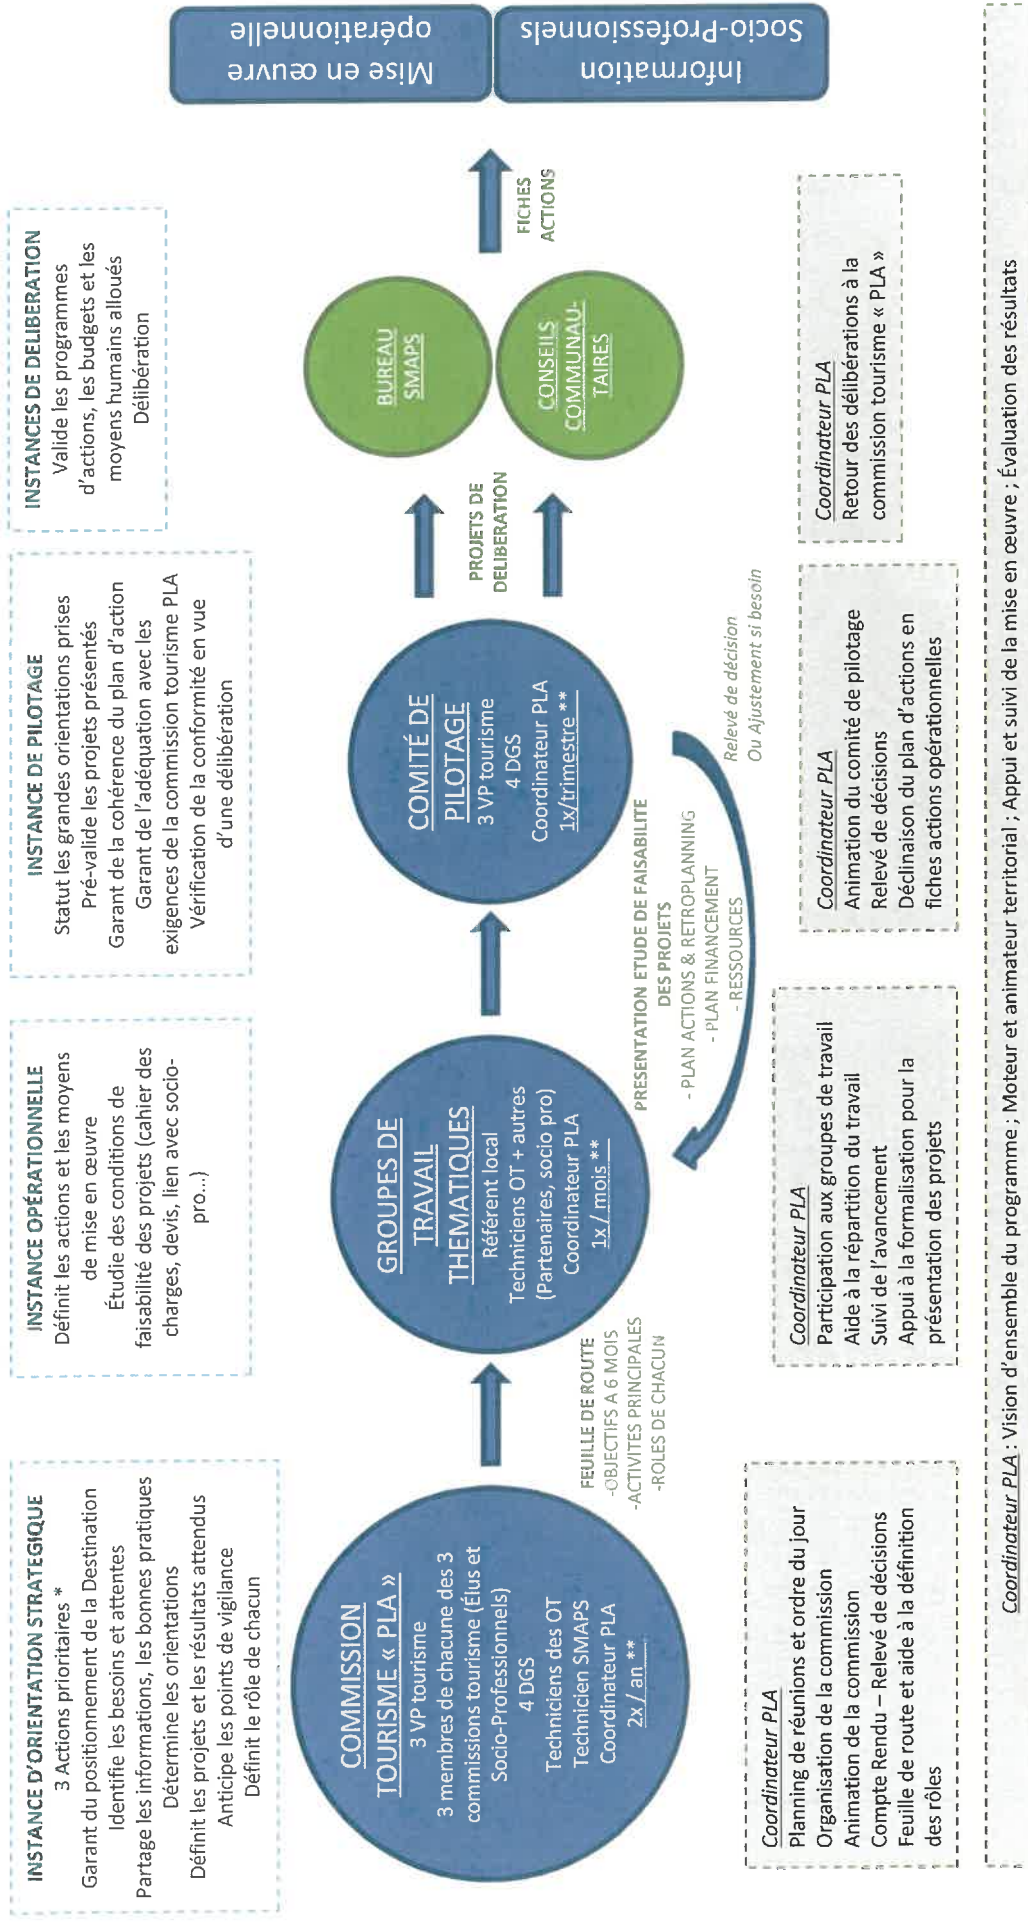 INSTANCE D'ORIENTATION STRATEGIQUE
3 Actions prioritaires *
Garant du positionnement de la Destination
Identifie les besoins et attentes
Partage les informations, les bonnes pratiques
Détermine les orientations
Définit les projets et les résultats attendus
Anticipe les points de vigilance
Définit le rôle de chacun
INSTANCE OPÉRATIONNELLE
Définit les actions et les moyens
de mise en œuvre
Étudie des conditions de
faisabilité des projets (cahier des
charges, devis, lien avec socio-
pro...)
INSTANCE DE PILOTAGE
Statut les grandes orientations prises
Pré-valide les projets présentés
Garant de la cohérence du plan d'action
Garant de l'adéquation avec les
exigences de la commission tourisme PLA
Vérification de la conformité en vue
d'une délibération
INSTANCES DE DELIBERATION
Valide les programmes
d'actions, les budgets et les
moyens humains alloués
Délibération
COMMISSION
TOURISME « PLA »
3 VP tourisme
3 membres de chacune des 3
commissions tourisme (Élus et
Socio-Professionnels)
4 DGS
Techniciens des OT
Technicien SMAPS
Coordinateur PLA
2x/ an **
FEUILLE DE ROUTE
-OBJECTIFS A 6 MOIS
-ACTIVITES PRINCIPALES
-ROLES DE CHACUN
GROUPES DE
TRAVAIL
THEMATIQUES
Référent local
Techniciens OT + autres
(Partenaires, socio pro)
Coordinateur PLA
1x / mois **
PRESENTATION ETUDE DE FAISABILITE
DES PROJETS
- PLAN ACTIONS & RETROPLANNING
- PLAN FINANCEMENT
- RESSOURCES
COMITÉ DE
PILOTAGE
3 VP tourisme
4 DGS
Coordinateur PLA
1x/trimestre **
Relevé de décision
Ou Ajustement si besoin
PROJETS DE
DELIBERATION
BUREAU
SMAPS
CONSEILS
COMMUNAU-
TAIRES
FICHES
ACTIONS
Mise en œuvre
opérationnelle
Information
Socio-Professionnels
Coordinateur PLA
Planning de réunions et ordre du jour
Organisation de la commission
Animation de la commission
Compte Rendu – Relevé de décisions
Feuille de route et aide à la définition
des rôles
Coordinateur PLA
Participation aux groupes de travail
Aide à la répartition du travail
Suivi de l'avancement
Appui à la formalisation pour la
présentation des projets
Coordinateur PLA
Animation du comité de pilotage
Relevé de décisions
Déclinaison du plan d'actions en
fiches actions opérationnelles
Coordinateur PLA
Retour des délibérations à la
commission tourisme « PLA »
Coordinateur PLA : Vision d'ensemble du programme ; Moteur et animateur territorial ; Appui et suivi de la mise en œuvre ; Évaluation des résultats